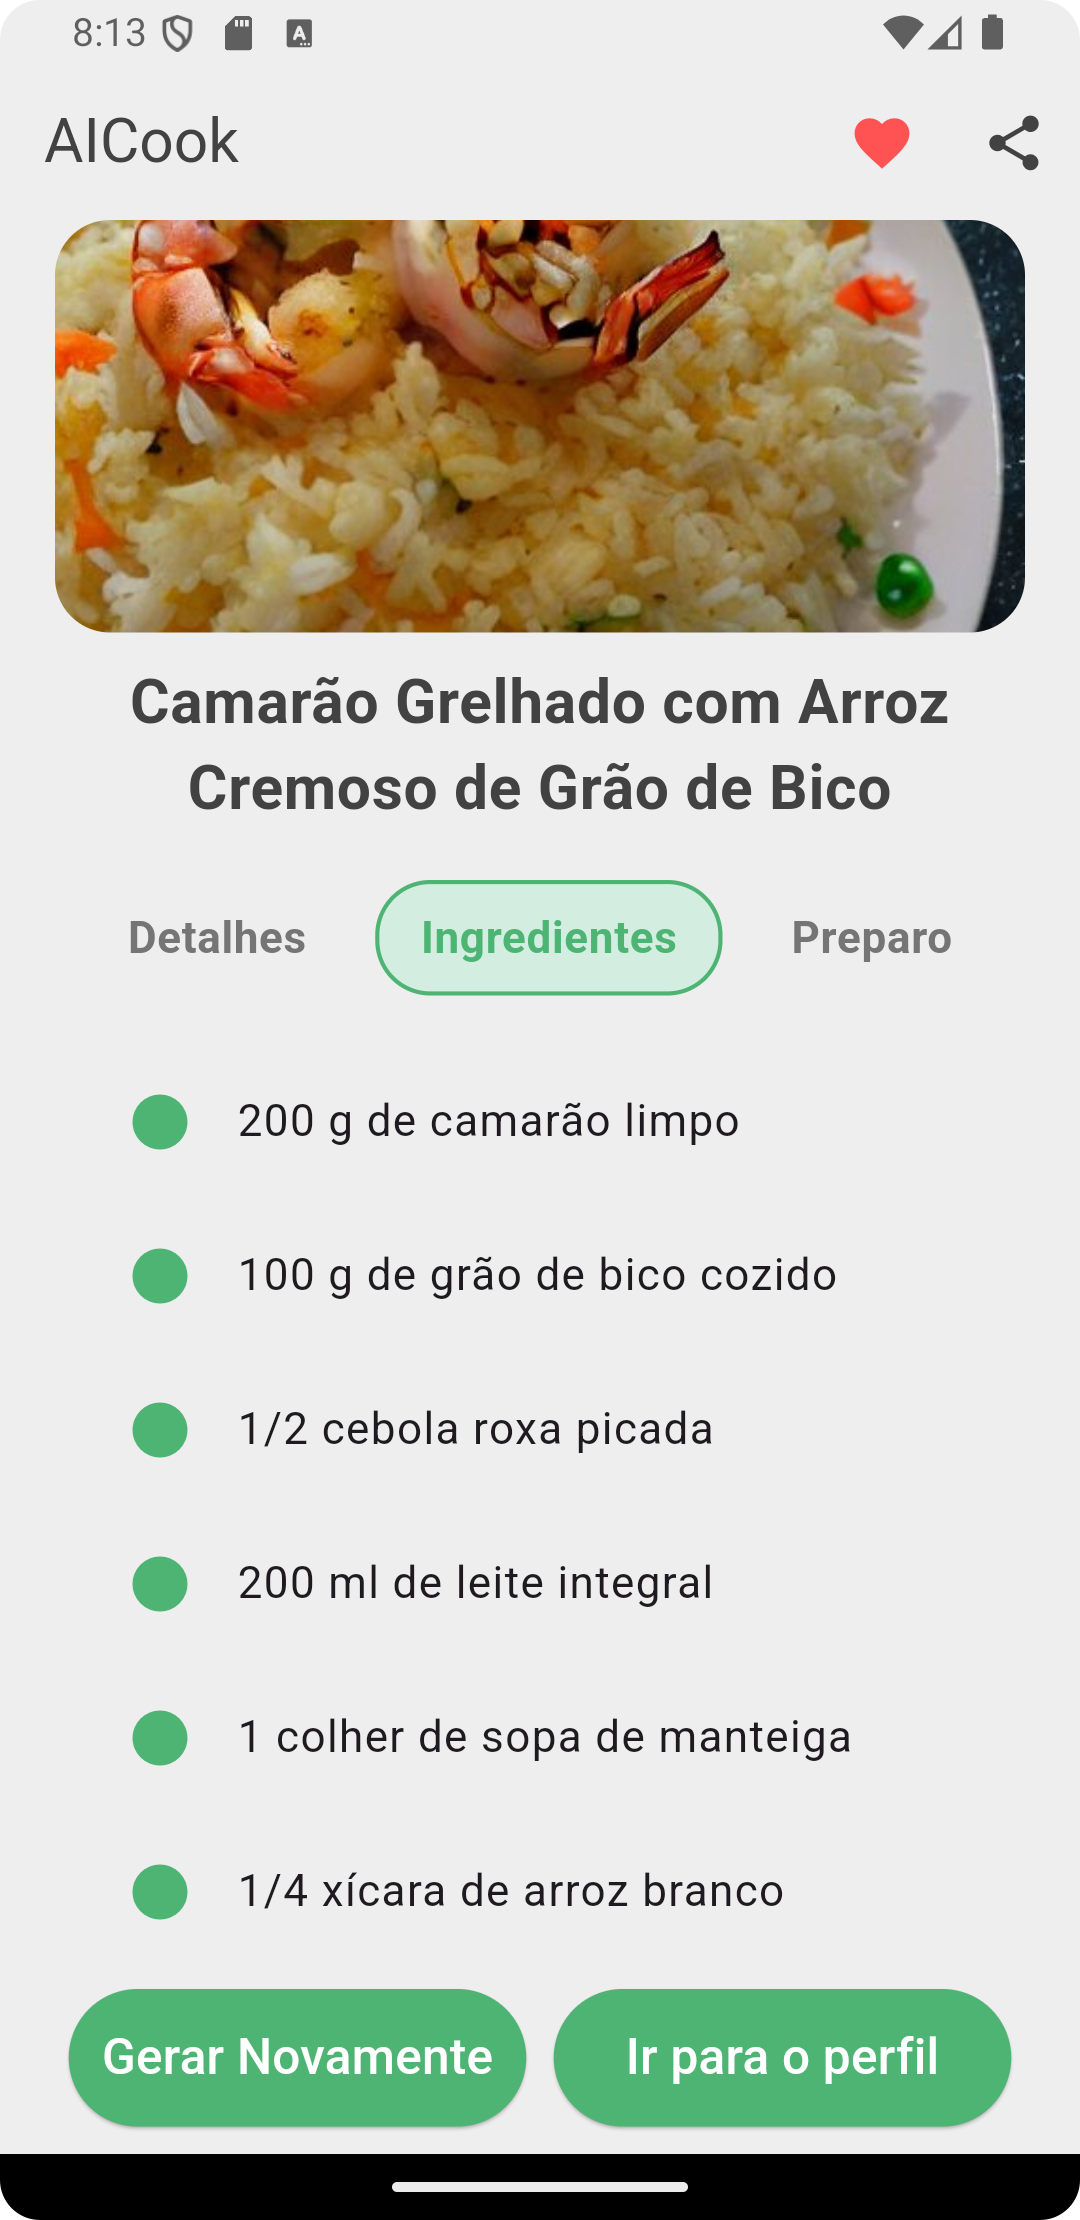 8:13
AICook
Camarão Grelhado com Arroz
Cremoso de Grão de Bico
Detalhes Ingredientes Preparo
200 g de camarão limpo
100 g de grão de bico cozido
1/2 cebola roxa picada
200 ml de leite integral
1 colher de sopa de manteiga
1/4 xícara de arroz branco
Gerar Novamente Ir para o perfil